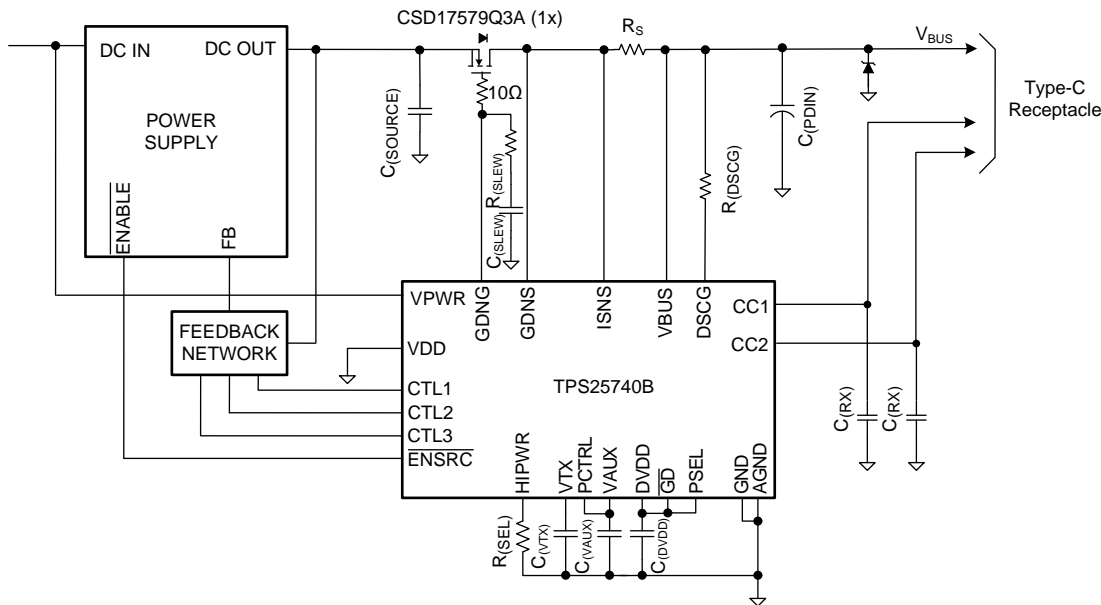 CSD17579Q3A (1x)
DC IN
DC OUT
POWER
SUPPLY
ENABLE
FB
C(SOURCE)
10Ω
R(SLEW)
C(SLEW)
RS
R(DSCG)
C(PDIN)
VBUS
Type-C
Receptacle
FEEDBACK
NETWORK
VPWR
VDD
CTL1
CTL2
CTL3
ENSRC
GDNG
GDNS
ISNS
VBUS
DSCG
CC1
CC2
TPS25740B
HIPWR
VTX
PCTRL
VAUX
DVDD
GD
PSEL
GND
AGND
R(SEL)
C(VTX)
C(VAUX)
C(DVDD)
C(RX)
C(RX)